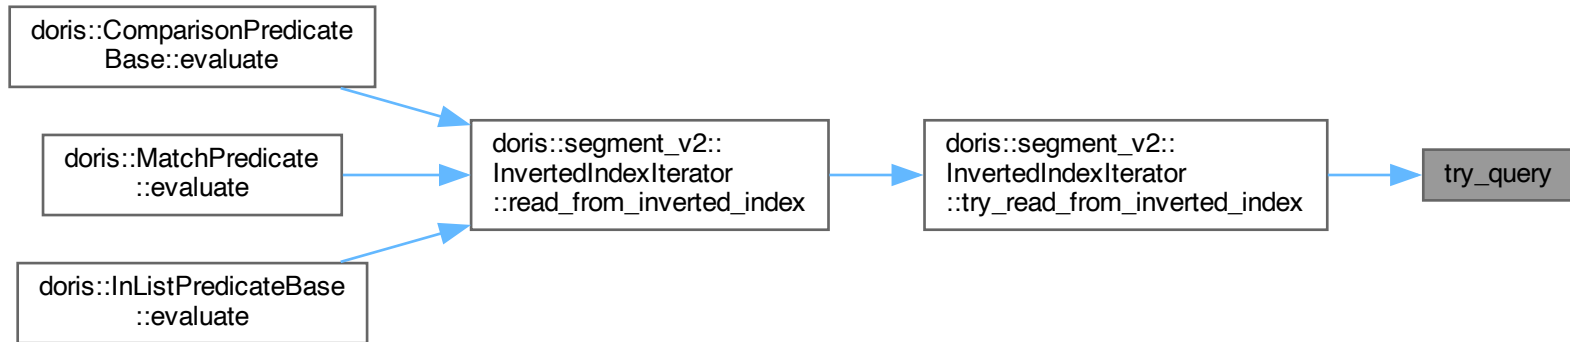 doris::ComparisonPredicate
Base::evaluate
doris::MatchPredicate
::evaluate
doris::InListPredicateBase
::evaluate
doris::segment_v2::
InvertedIndexIterator
::read_from_inverted_index
doris::segment_v2::
InvertedIndexIterator
::try_read_from_inverted_index
try_query